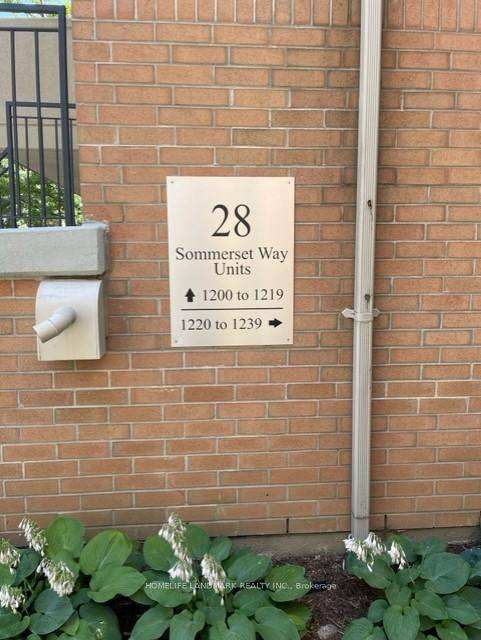 28
Sommerset Way
Units
↑ 1200 to 1219
1220 to 1239 →
HOMELIFE LANDMARK REALTY INC., Brokerage